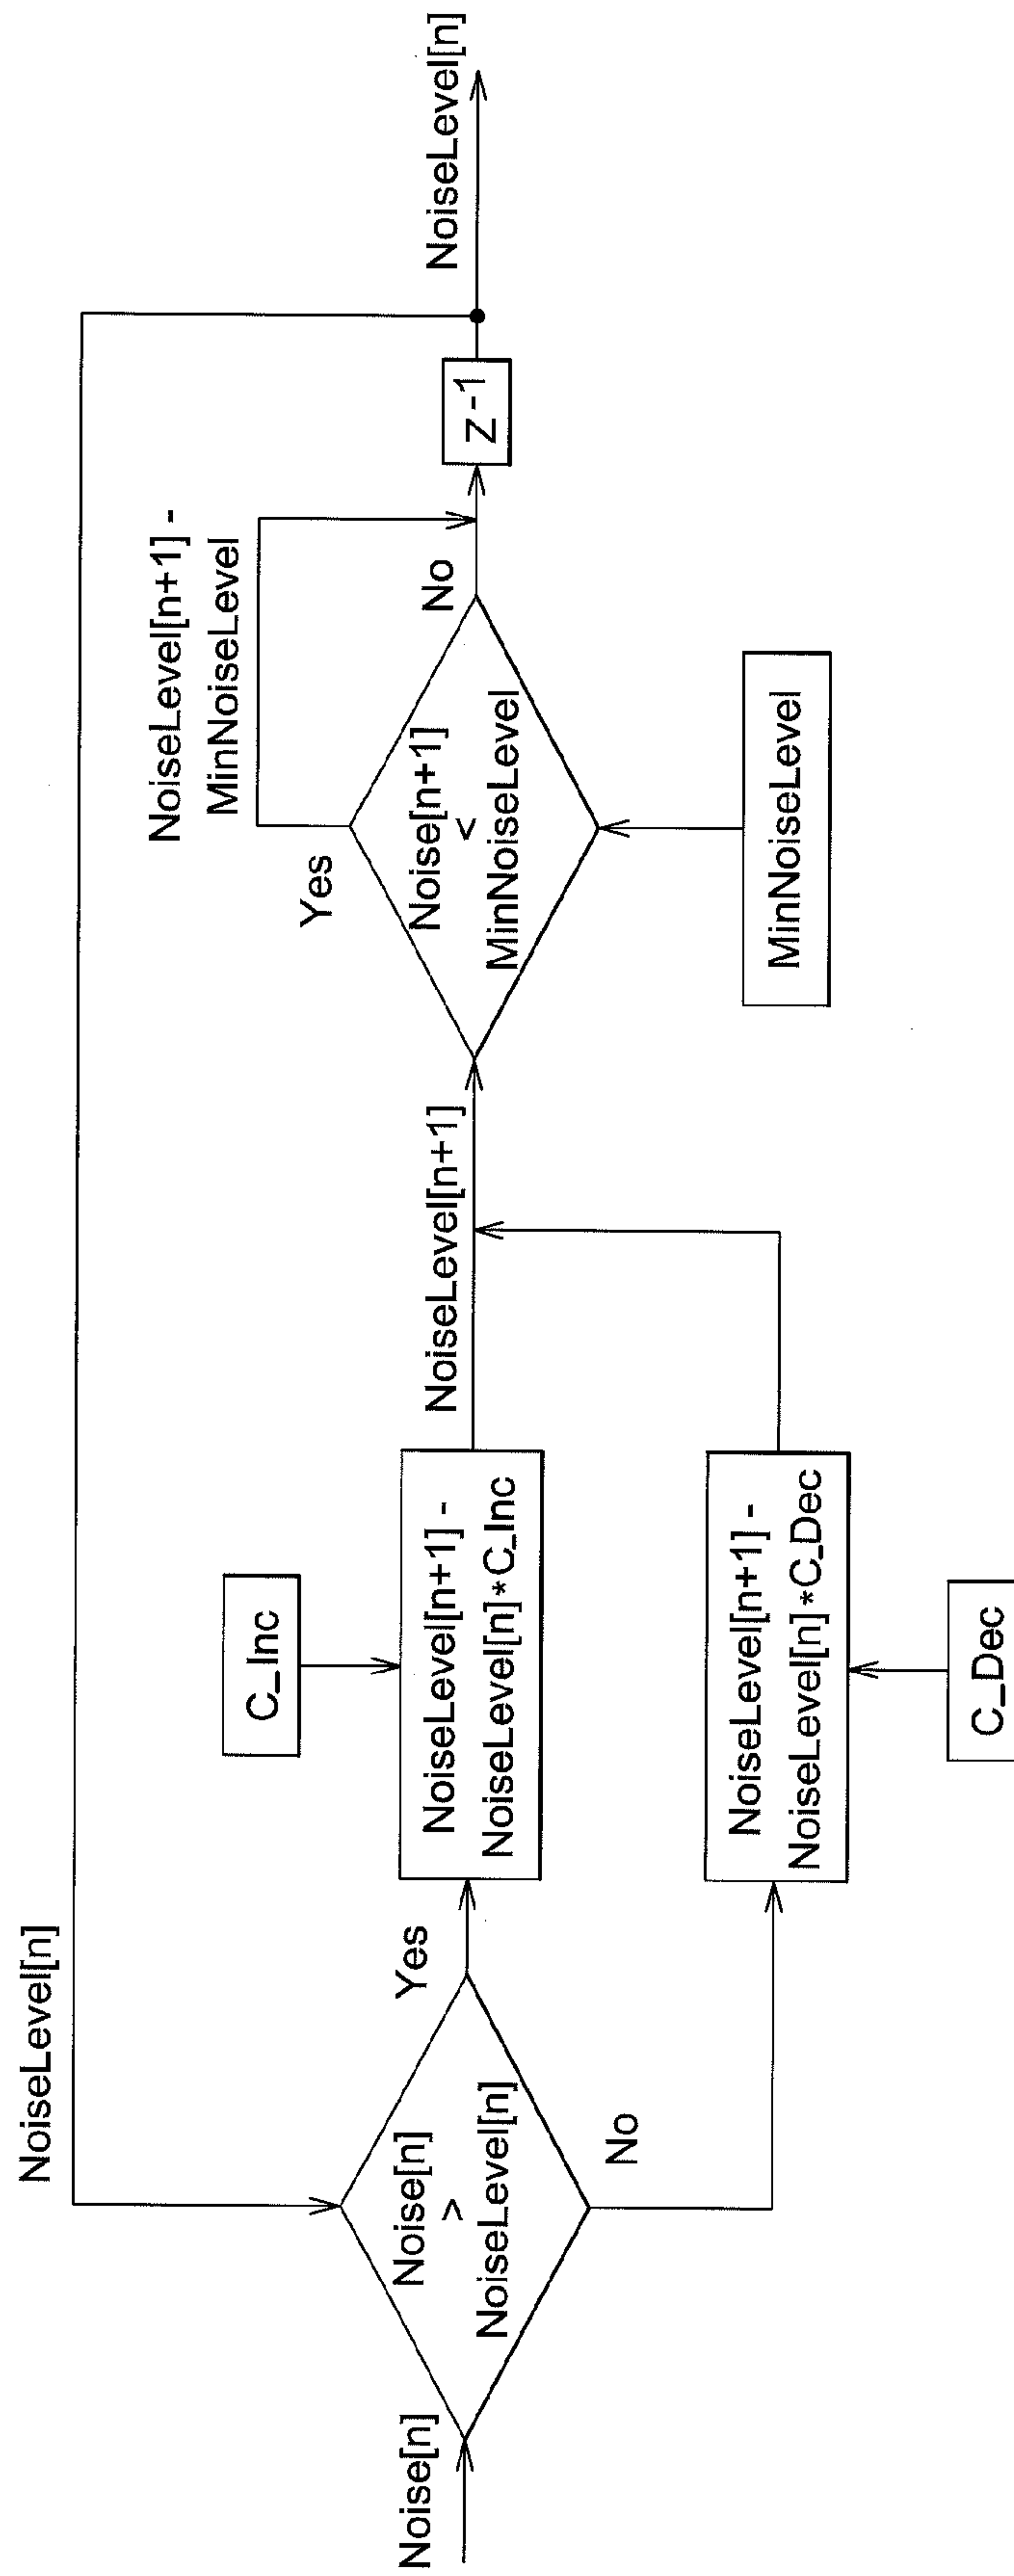 NoiseLevel[n]
Noise[n]
Noise[n]
>
NoiseLevel[n]
Yes
No
C_Inc
NoiseLevel[n+1] -
NoiseLevel[n]*C_Inc
NoiseLevel[n+1] -
NoiseLevel[n]*C_Dec
C_Dec
NoiseLevel[n+1]
Noise[n+1]
<
MinNoiseLevel
Yes
NoiseLevel[n+1] -
MinNoiseLevel
No
MinNoiseLevel
Z -1
NoiseLevel[n]